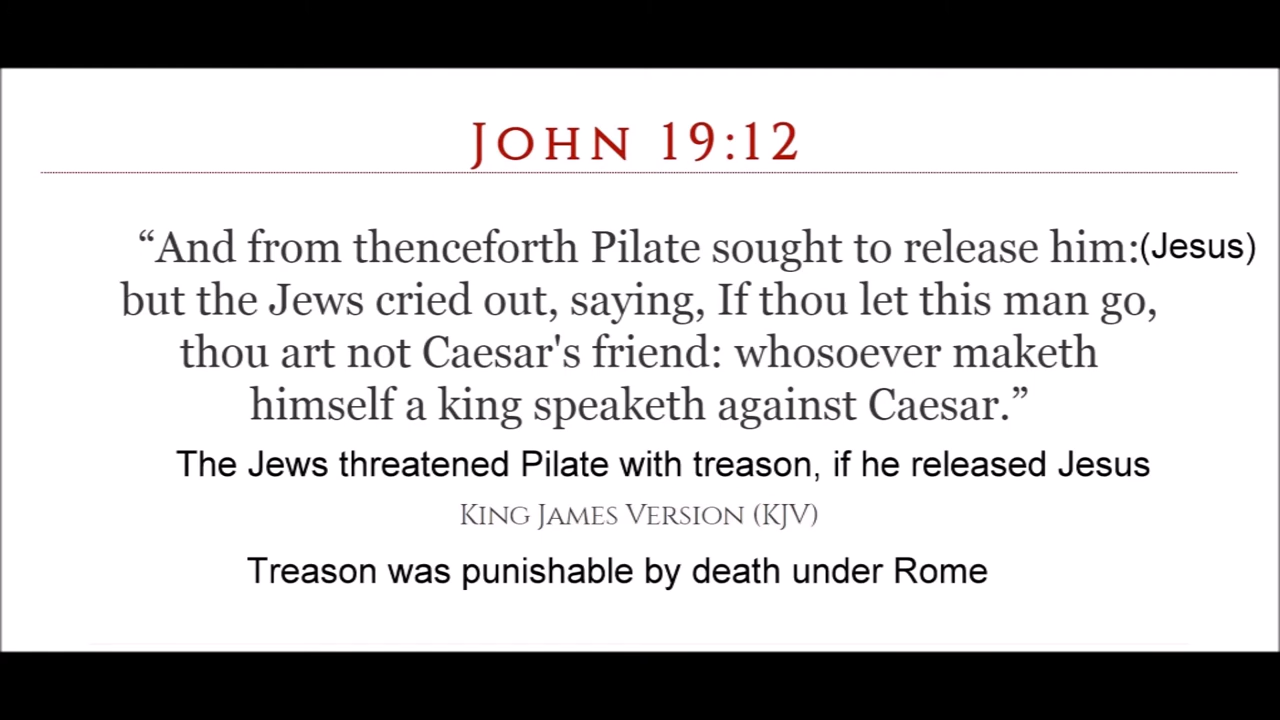 John 19:12
“And from thenceforth Pilate sought to release him:(Jesus)
but the Jews cried out, saying, If thou let this man go,
thou art not Caesar's friend: whosoever maketh
himself a king speaketh against Caesar.”
The Jews threatened Pilate with treason, if he released Jesus
King James Version (KJV)
Treason was punishable by death under Rome